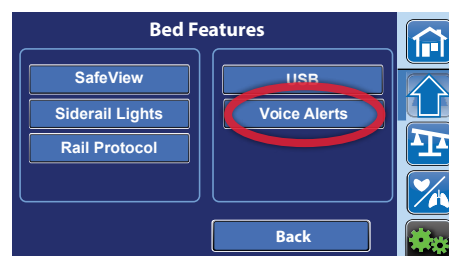 Bed Features
SafeView
Siderail Lights
Rail Protocol
USB
Voice Alerts
Back